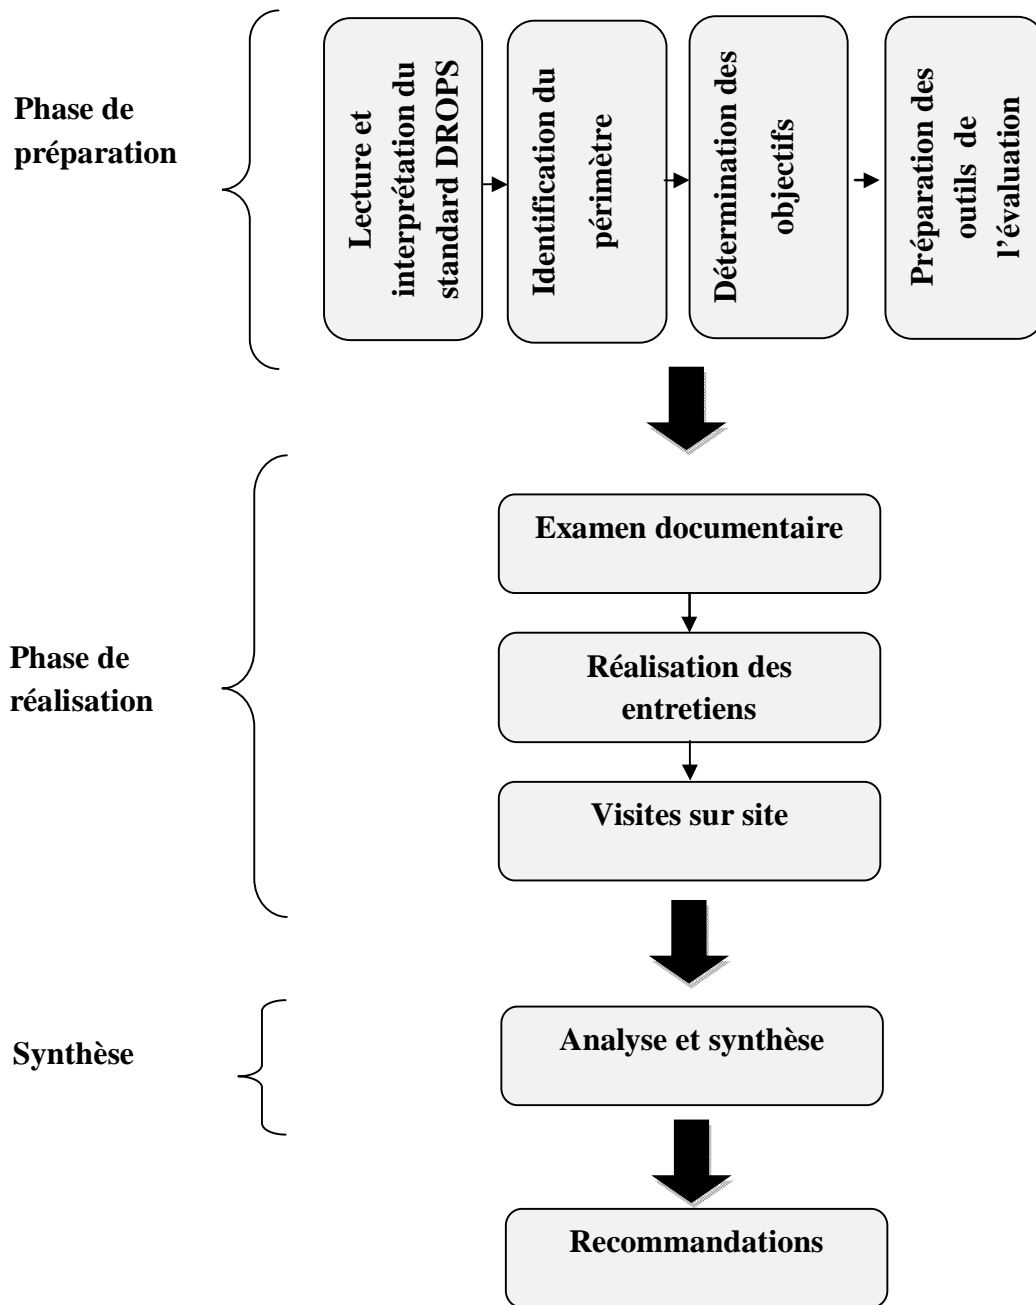 Phase de
préparation
Lecture et
interprétation du
standard DROPS
Identification du
périmètre
Détermination des
objectifs
Préparation des
outils de
l’évaluation
Phase de
réalisation
Examen documentaire
Réalisation des
entretiens
Visites sur site
Synthèse
Analyse et synthèse
Recommandations